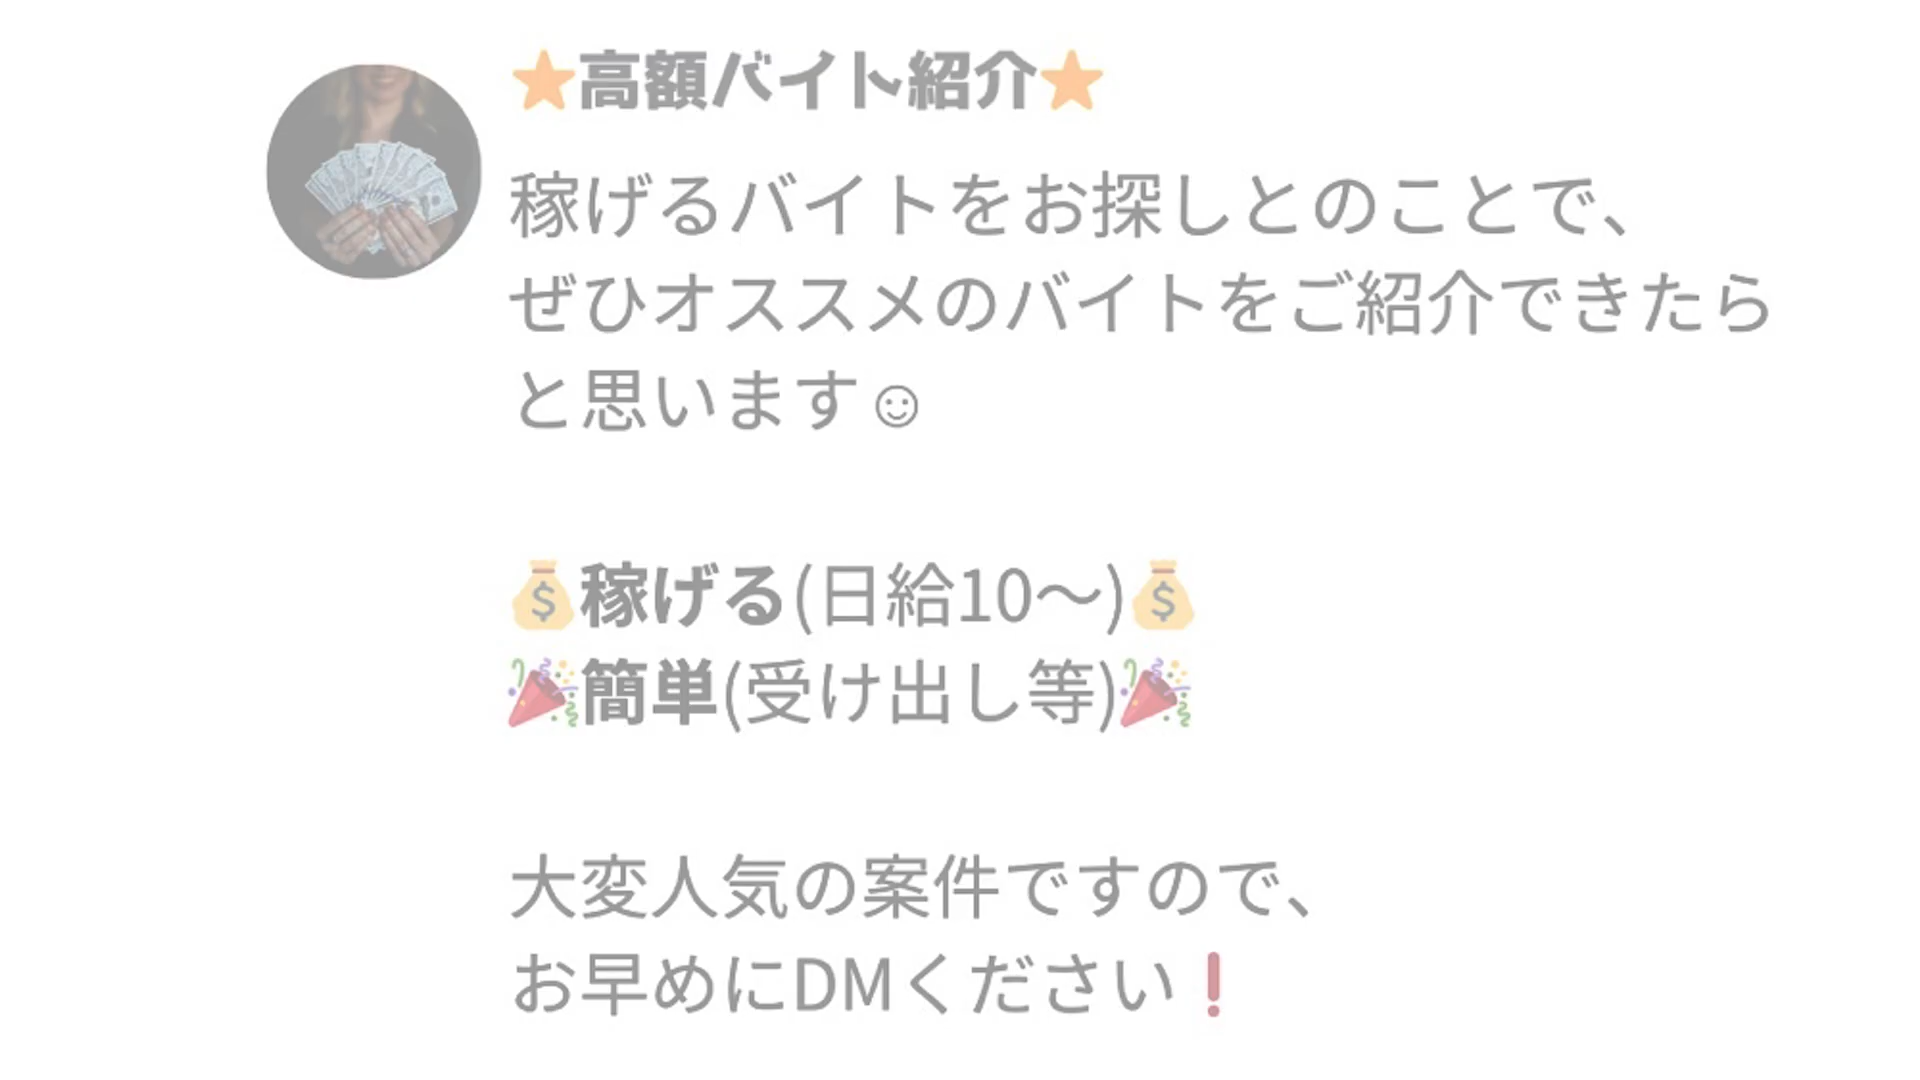 ⭐高額バイト紹介⭐
稼げるバイトをお探しとのことで、
ぜひオススメのバイトをご紹介できたら
と思います☺
💰稼げる(日給10〜)💰
🎉簡単(受け出し等)🎉
大変人気の案件ですので、
お早めにDMください❗